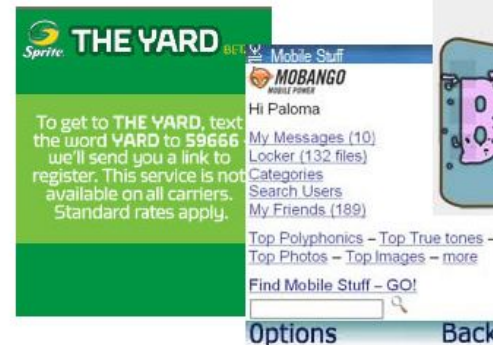 Sprite THE YARD BETA
To get to THE YARD, text
the word YARD to 59666
we'll send you a link to
register. This service is not
available on all carriers.
Standard rates apply.
Mobile Stuff
MOBANGO
MOBILE POWER
Hi Paloma
My Messages (10)
Locker (132 files)
Categories
Search Users
My Friends (189)
Top Polyphonics – Top True tones –
Top Photos – Top Images – more
Find Mobile Stuff – GO!
Options Back